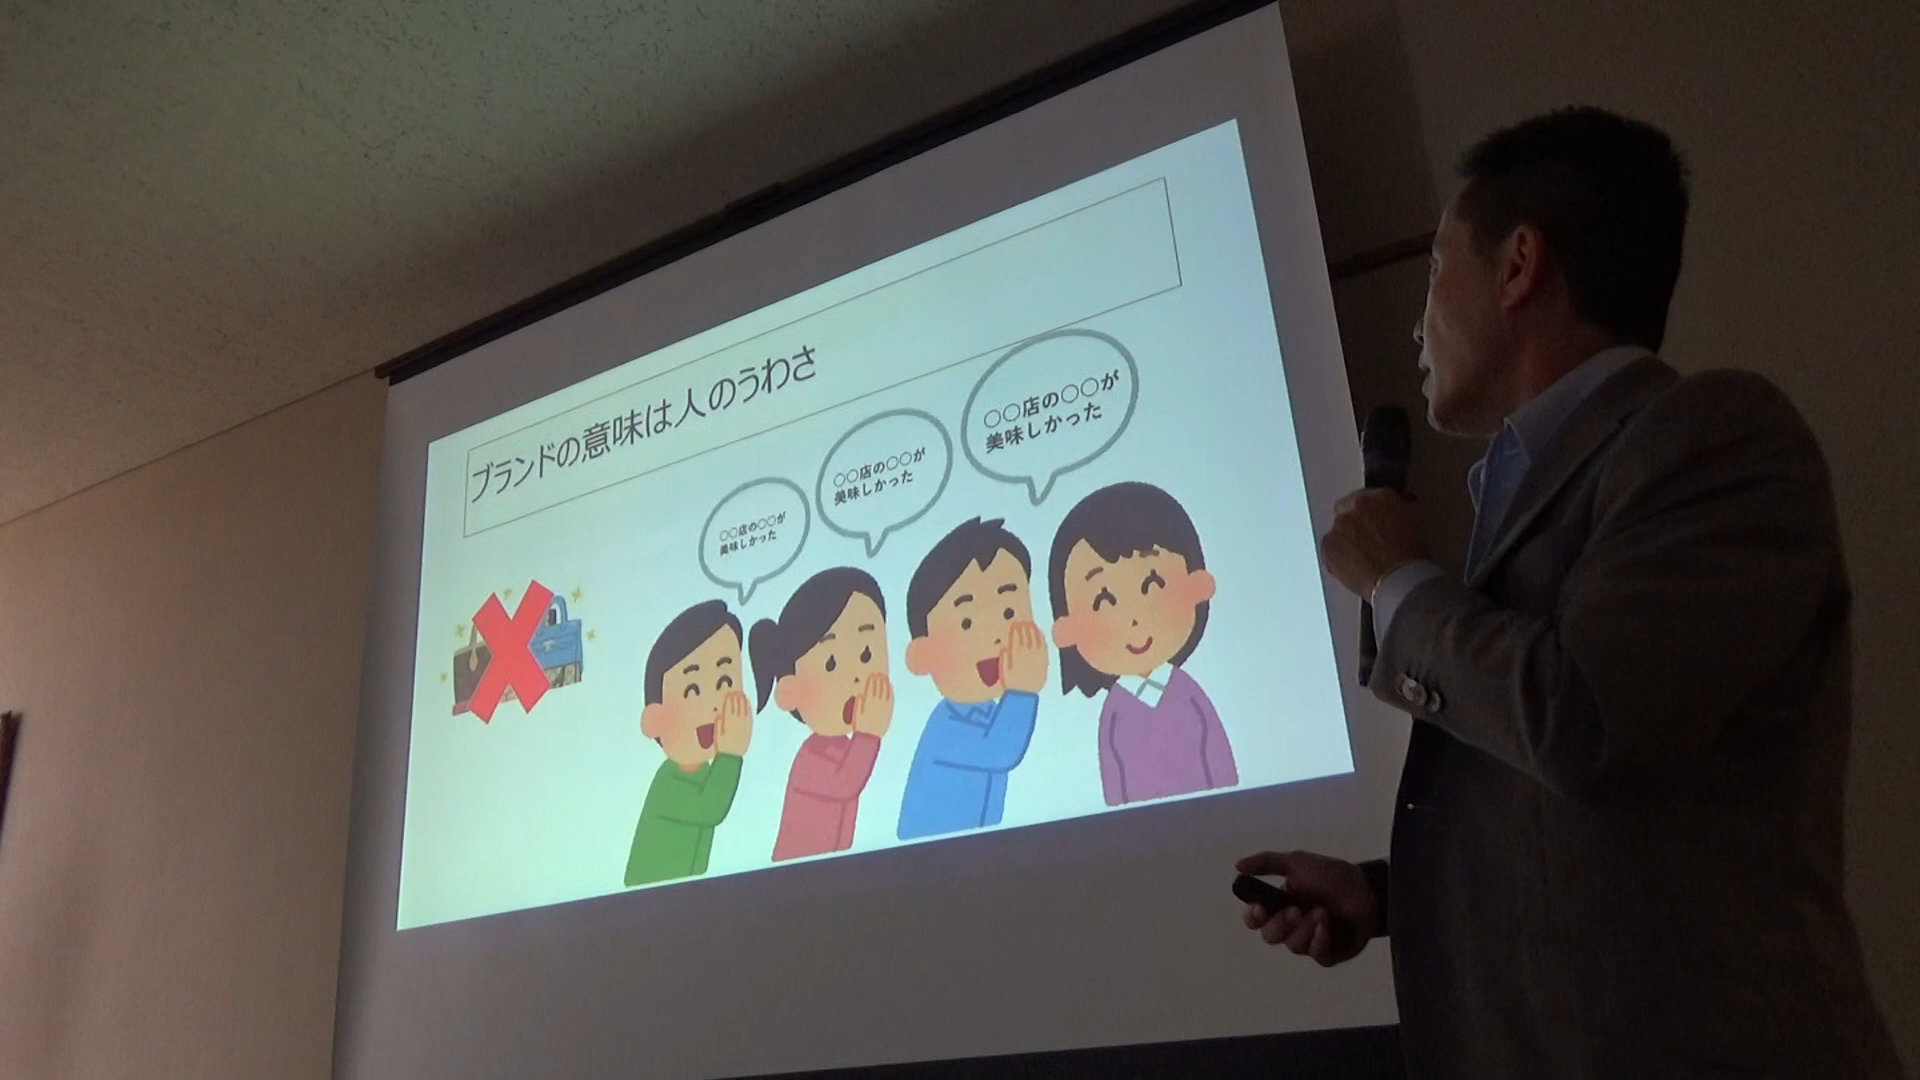 ブランドの意味は人のうわさ
○○店の○○が
美味しかった
○○店の○○が
美味しかった
○○店の○○が
美味しかった